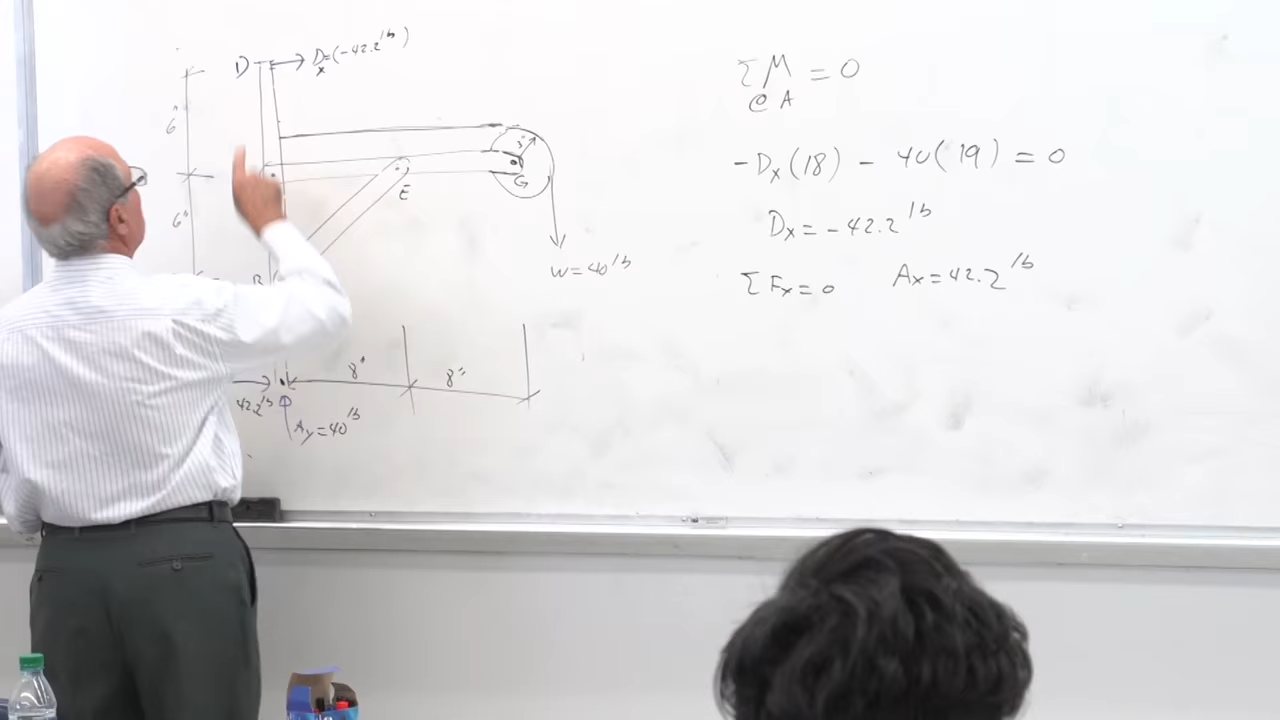 D
Dx=(-42.2 lb)
6"
3"
G
E
6"
B
W=40 lb
8"
8"
42.2 lb
Ay=40 lb
ΣM = 0
@ A
-Dx(18) - 40(19) = 0
Dx = -42.2 lb
ΣFx = 0 Ax = 42.2 lb